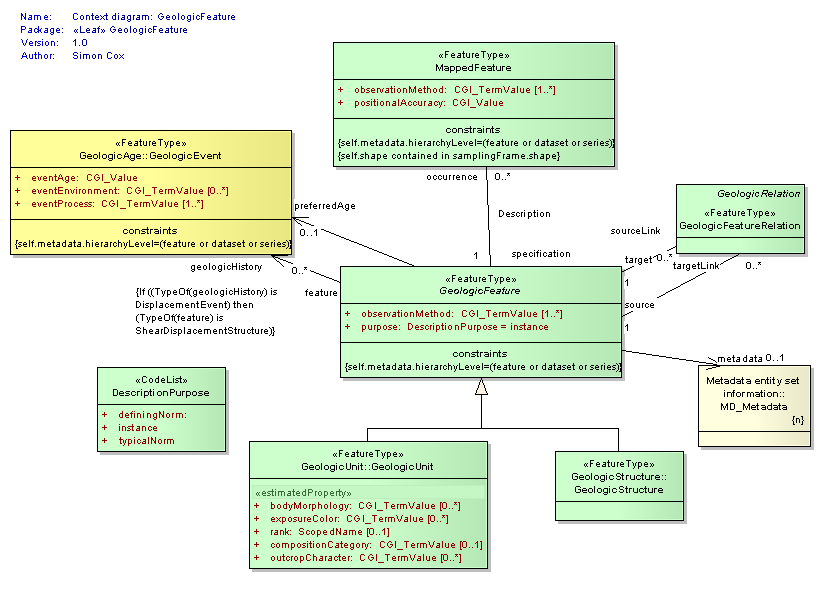 Name: Context diagram: GeologicFeature
Package: «Leaf» GeologicFeature
Version: 1.0
Author: Simon Cox
«FeatureType»
MappedFeature
+ observationMethod: CGI_TermValue [1..*]
+ positionalAccuracy: CGI_Value
constraints
{self.metadata.hierarchyLevel=(feature or dataset or series)}
{self.shape contained in samplingFrame.shape}
«FeatureType»
GeologicAge::GeologicEvent
+ eventAge: CGI_Value
+ eventEnvironment: CGI_TermValue [0..*]
+ eventProcess: CGI_TermValue [1..*]
constraints
{self.metadata.hierarchyLevel=(feature or dataset or series)}
occurrence 0..*
preferredAge
0..1
Description
GeologicRelation
«FeatureType»
GeologicFeatureRelation
sourceLink
1 specification
target 0..*
targetLink 0..*
1
geologicHistory 0..*
feature
source
1
{If ((TypeOf(geologicHistory) is
DisplacementEvent) then
(TypeOf(feature) is
ShearDisplacementStructure)}
«FeatureType»
GeologicFeature
+ observationMethod: CGI_TermValue [1..*]
+ purpose: DescriptionPurpose = instance
constraints
{self.metadata.hierarchyLevel=(feature or dataset or series)}
metadata 0..1
Metadata entity set
information::
MD_Metadata
{n}
«CodeList»
DescriptionPurpose
+ definingNorm:
+ instance
+ typicalNorm
«FeatureType»
GeologicUnit::GeologicUnit
«estimatedProperty»
+ bodyMorphology: CGI_TermValue [0..*]
+ exposureColor: CGI_TermValue [0..*]
+ rank: ScopedName [0..1]
+ compositionCategory: CGI_TermValue [0..1]
+ outcropCharacter: CGI_TermValue [0..*]
«FeatureType»
GeologicStructure::
GeologicStructure